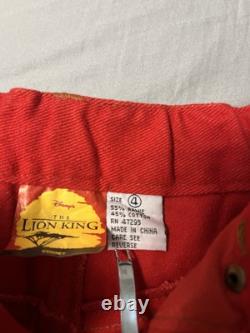 Disney's
THE
LION KING
SIZE 4
55% RAMIE
45% COTTON
RN 47299
MADE IN CHINA
CARE SEE
REVERSE